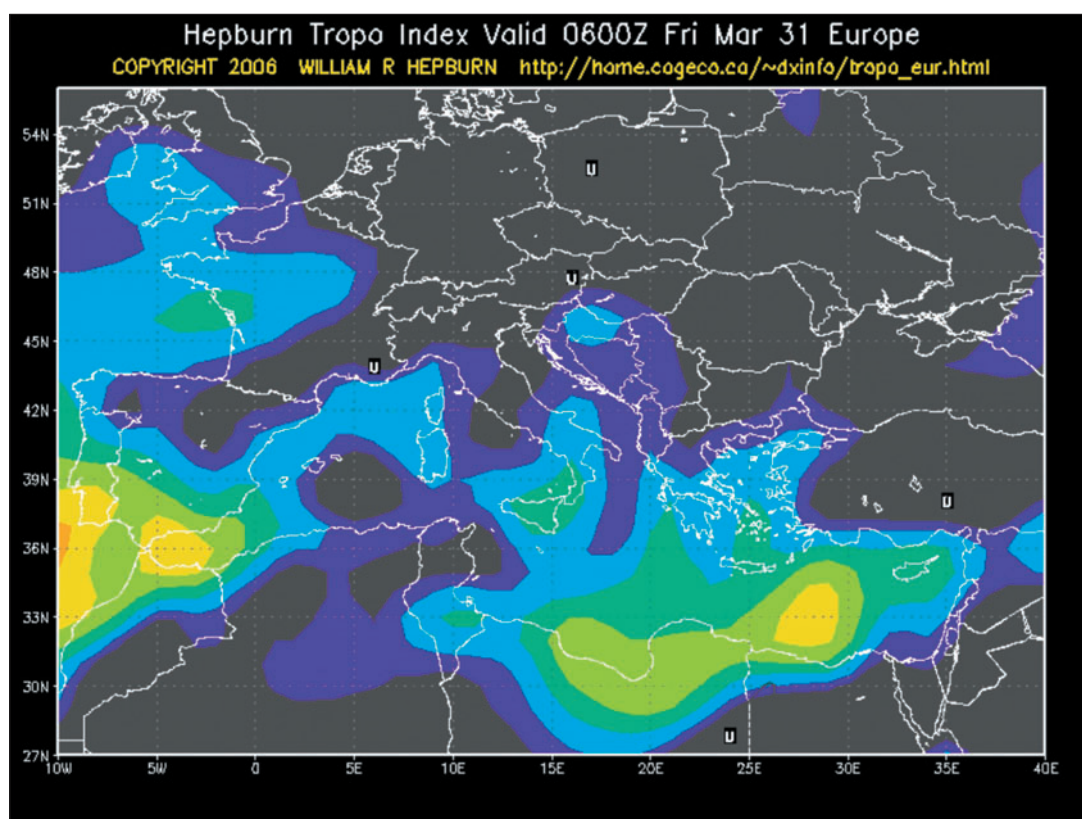 Hepburn Tropo Index Valid 0600Z Fri Mar 31 Europe
COPYRIGHT 2006 WILLIAM R HEPBURN http://home.cogeco.ca/~dxinfo/tropo_eur.html
54N
U
51N
48N
U
45N
U
42N
39N
U
36N
33N
30N
U
27N
10W 5W 0 5E 10E 15E 20E 25E 30E 35E 40E